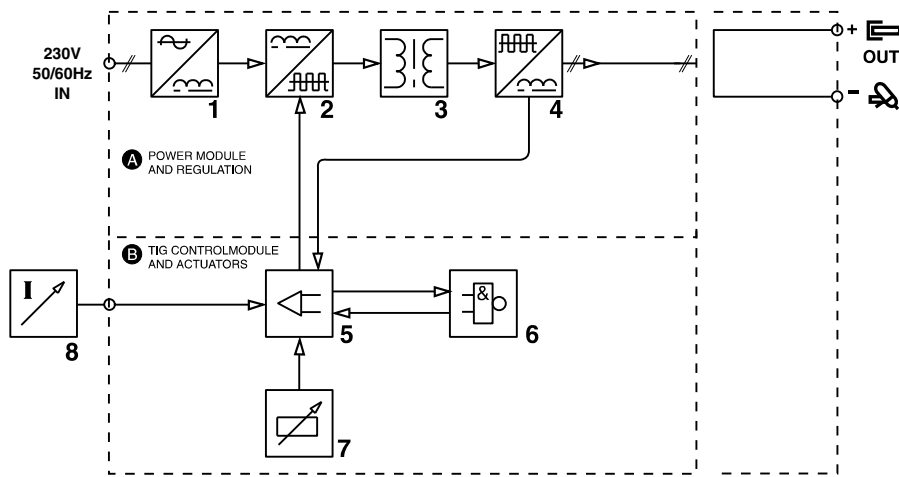 230V
50/60Hz
IN
1
2
3
4
+
OUT
-
A POWER MODULE
AND REGULATION
B TIG CONTROLMODULE
AND ACTUATORS
I
8
5
&
6
7